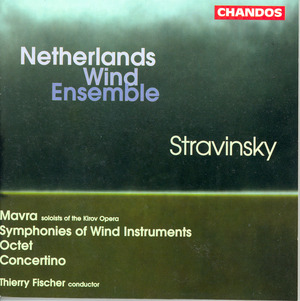 CHANDOS
Netherlands
Wind
Ensemble
Stravinsky
Mavra soloists of the Kirov Opera
Symphonies of Wind Instruments
Octet
Concertino
Thierry Fischer conductor